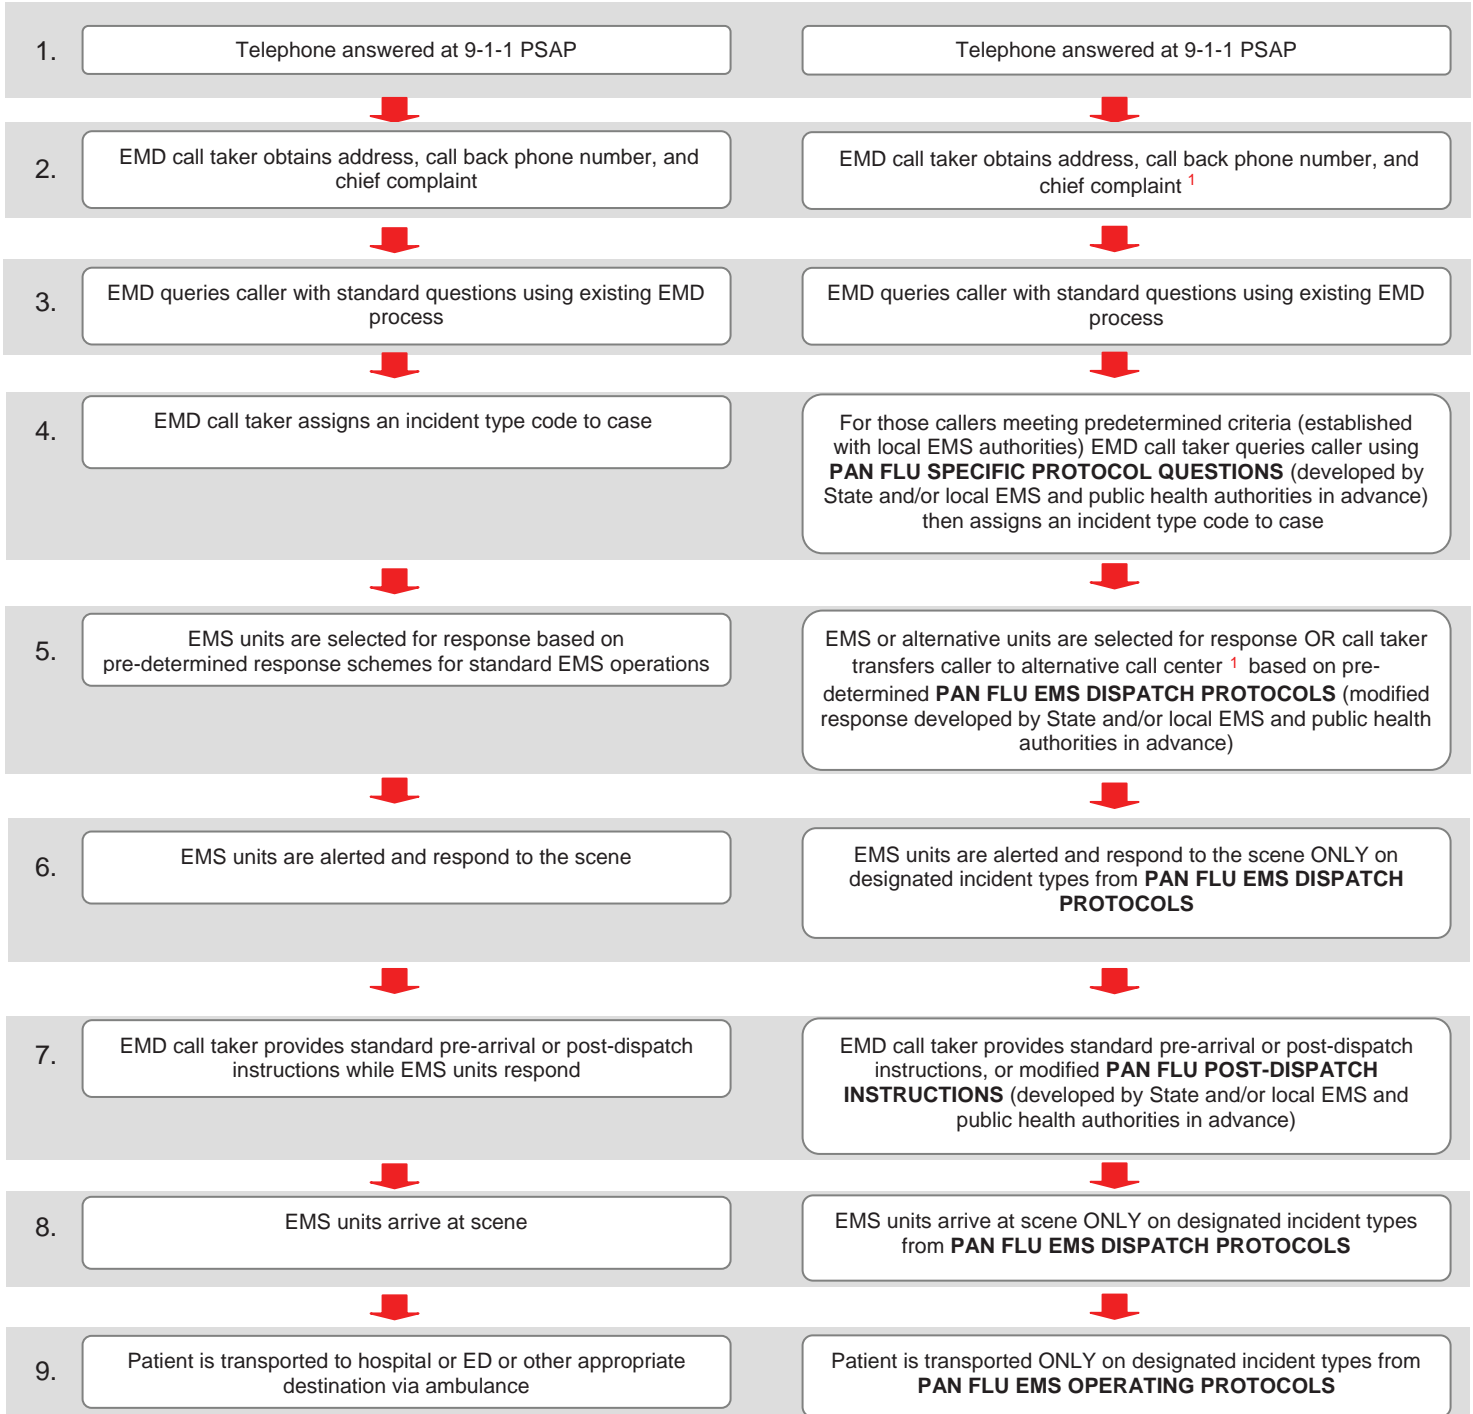 1.
Telephone answered at 9-1-1 PSAP
Telephone answered at 9-1-1 PSAP
2.
EMD call taker obtains address, call back phone number, and
chief complaint
EMD call taker obtains address, call back phone number, and
chief complaint 1
3.
EMD queries caller with standard questions using existing EMD
process
EMD queries caller with standard questions using existing EMD
process
4.
EMD call taker assigns an incident type code to case
For those callers meeting predetermined criteria (established
with local EMS authorities) EMD call taker queries caller using
PAN FLU SPECIFIC PROTOCOL QUESTIONS (developed by
State and/or local EMS and public health authorities in advance)
then assigns an incident type code to case
5.
EMS units are selected for response based on
pre-determined response schemes for standard EMS operations
EMS or alternative units are selected for response OR call taker
transfers caller to alternative call center 1 based on pre-
determined PAN FLU EMS DISPATCH PROTOCOLS (modified
response developed by State and/or local EMS and public health
authorities in advance)
6.
EMS units are alerted and respond to the scene
EMS units are alerted and respond to the scene ONLY on
designated incident types from PAN FLU EMS DISPATCH
PROTOCOLS
7.
EMD call taker provides standard pre-arrival or post-dispatch
instructions while EMS units respond
EMD call taker provides standard pre-arrival or post-dispatch
instructions, or modified PAN FLU POST-DISPATCH
INSTRUCTIONS (developed by State and/or local EMS and
public health authorities in advance)
8.
EMS units arrive at scene
EMS units arrive at scene ONLY on designated incident types
from PAN FLU EMS DISPATCH PROTOCOLS
9.
Patient is transported to hospital or ED or other appropriate
destination via ambulance
Patient is transported ONLY on designated incident types from
PAN FLU EMS OPERATING PROTOCOLS